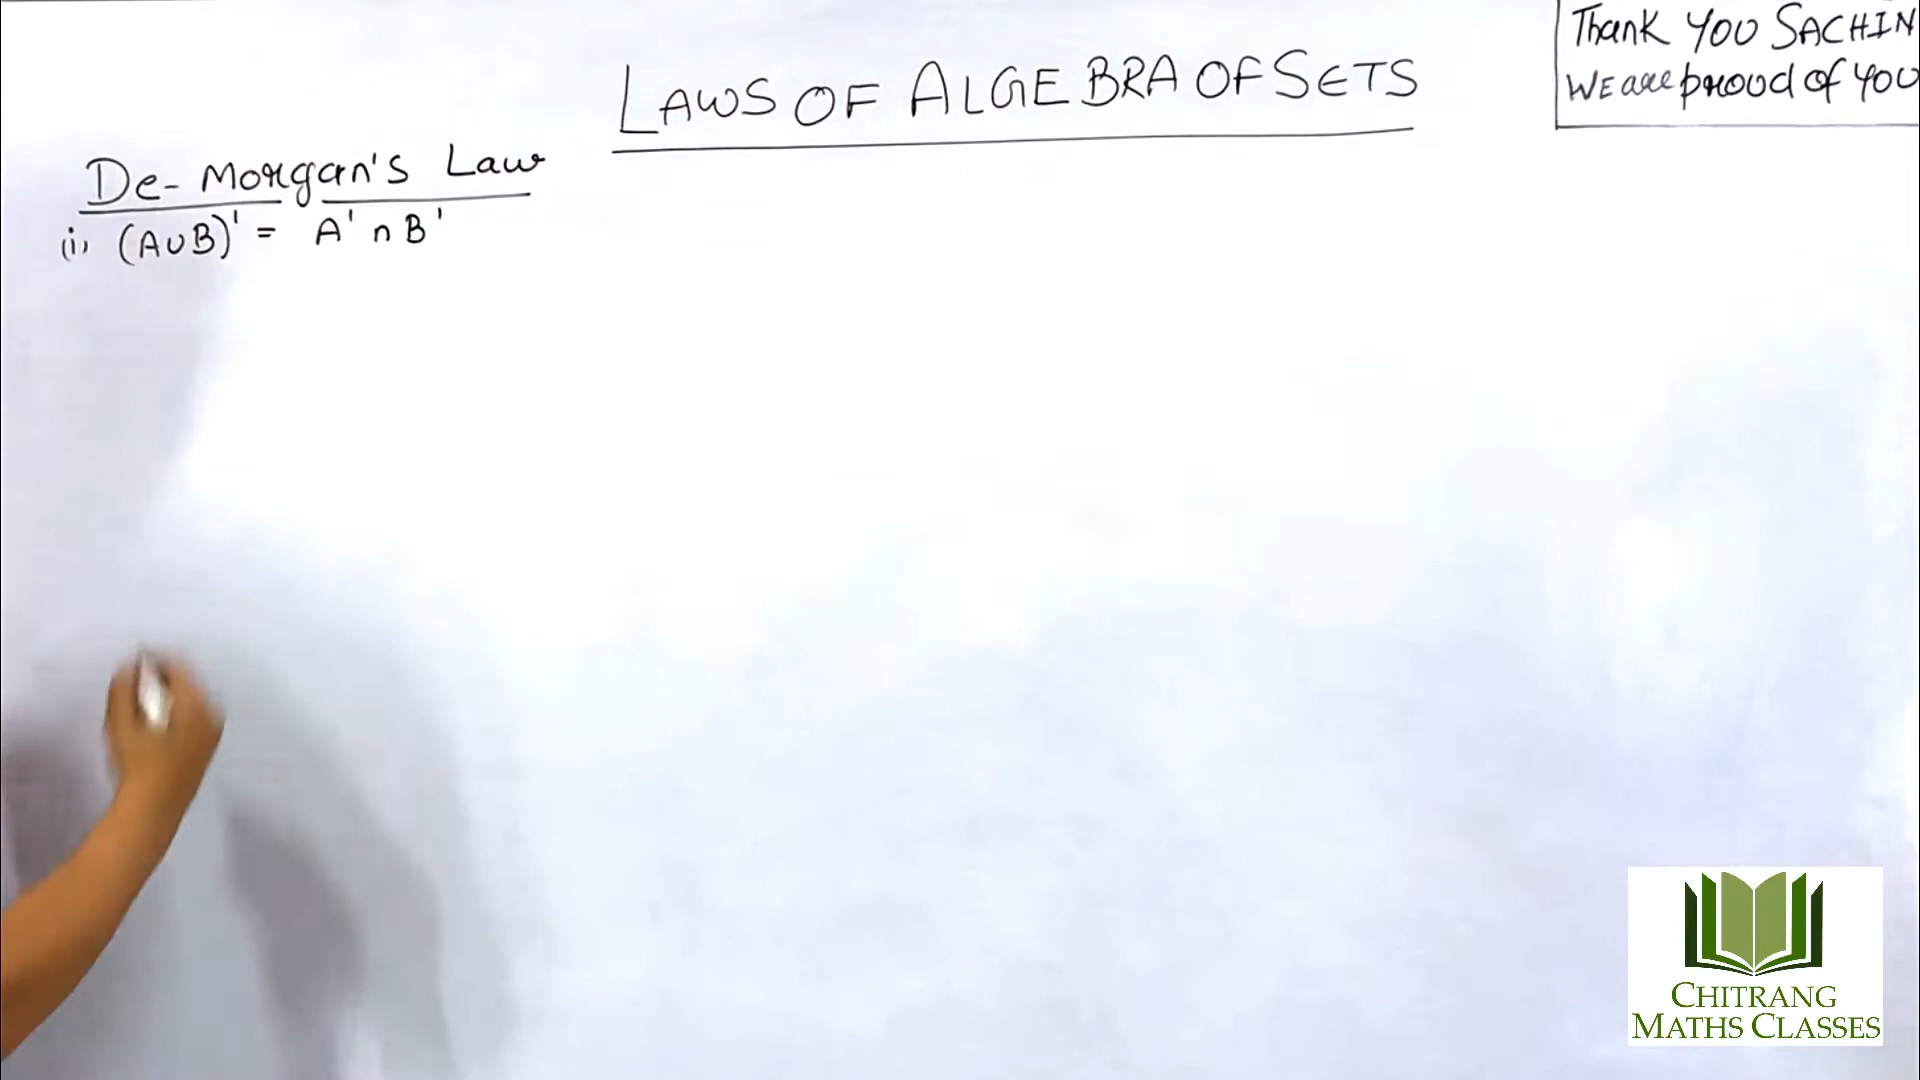 LAWS OF ALGEBRA OF SETS
Thank YOU SACHIN
WE are proud of YOU
De-Morgan's Law
(i) (A∪B)' = A' ∩ B'
CHITRANG
MATHS CLASSES